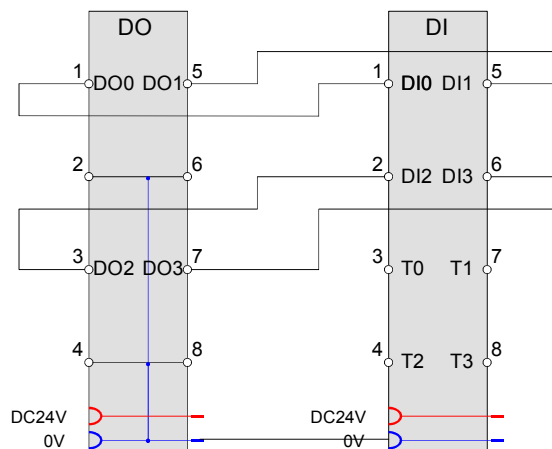 DO DI
1 DO0 DO1 5 1 DI0 DI1 5
2 6 2 DI2 DI3 6
3 DO2 DO3 7 3 T0 T1 7
4 8 4 T2 T3 8
DC24V DC24V
0V 0V